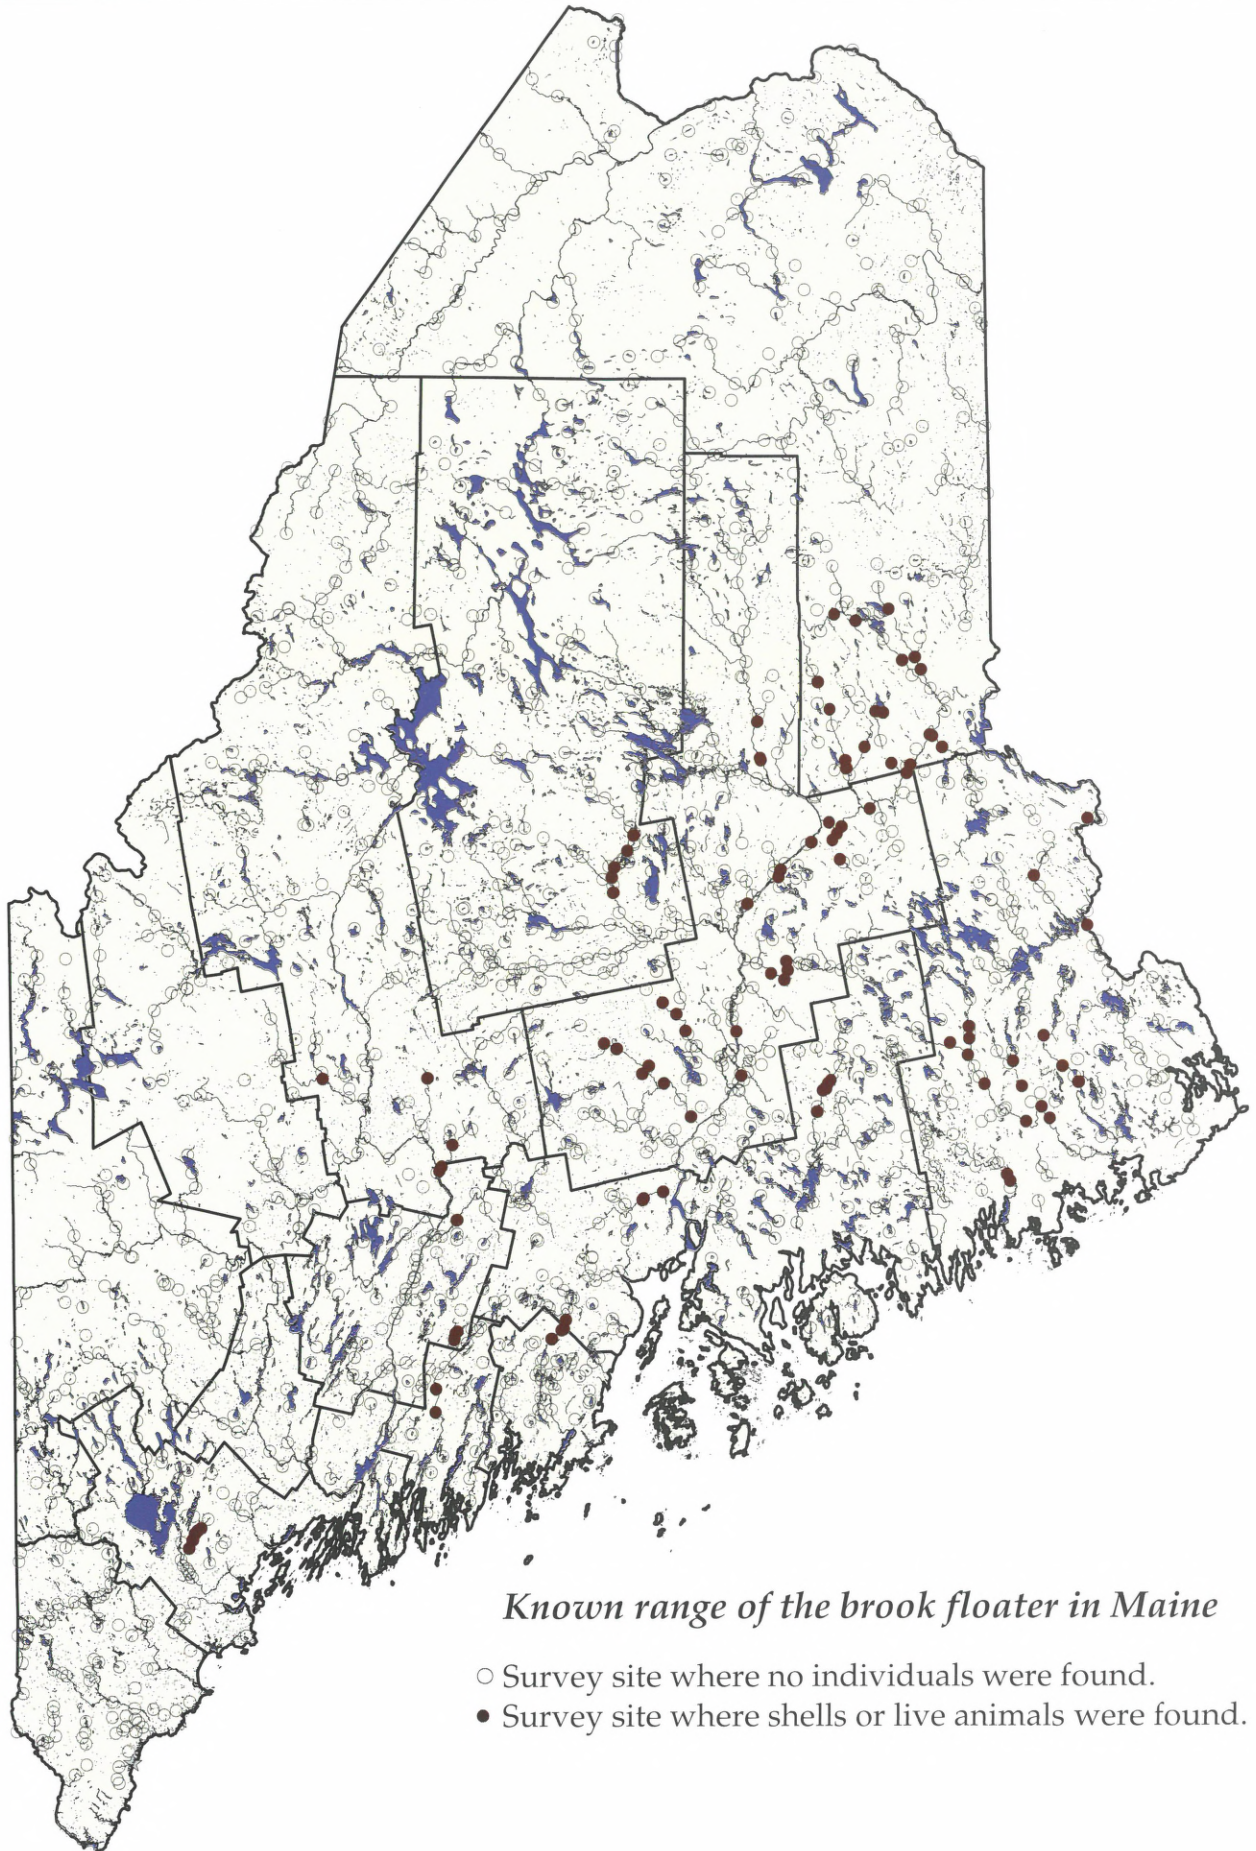 Known range of the brook floater in Maine
Survey site where no individuals were found.
Survey site where shells or live animals were found.